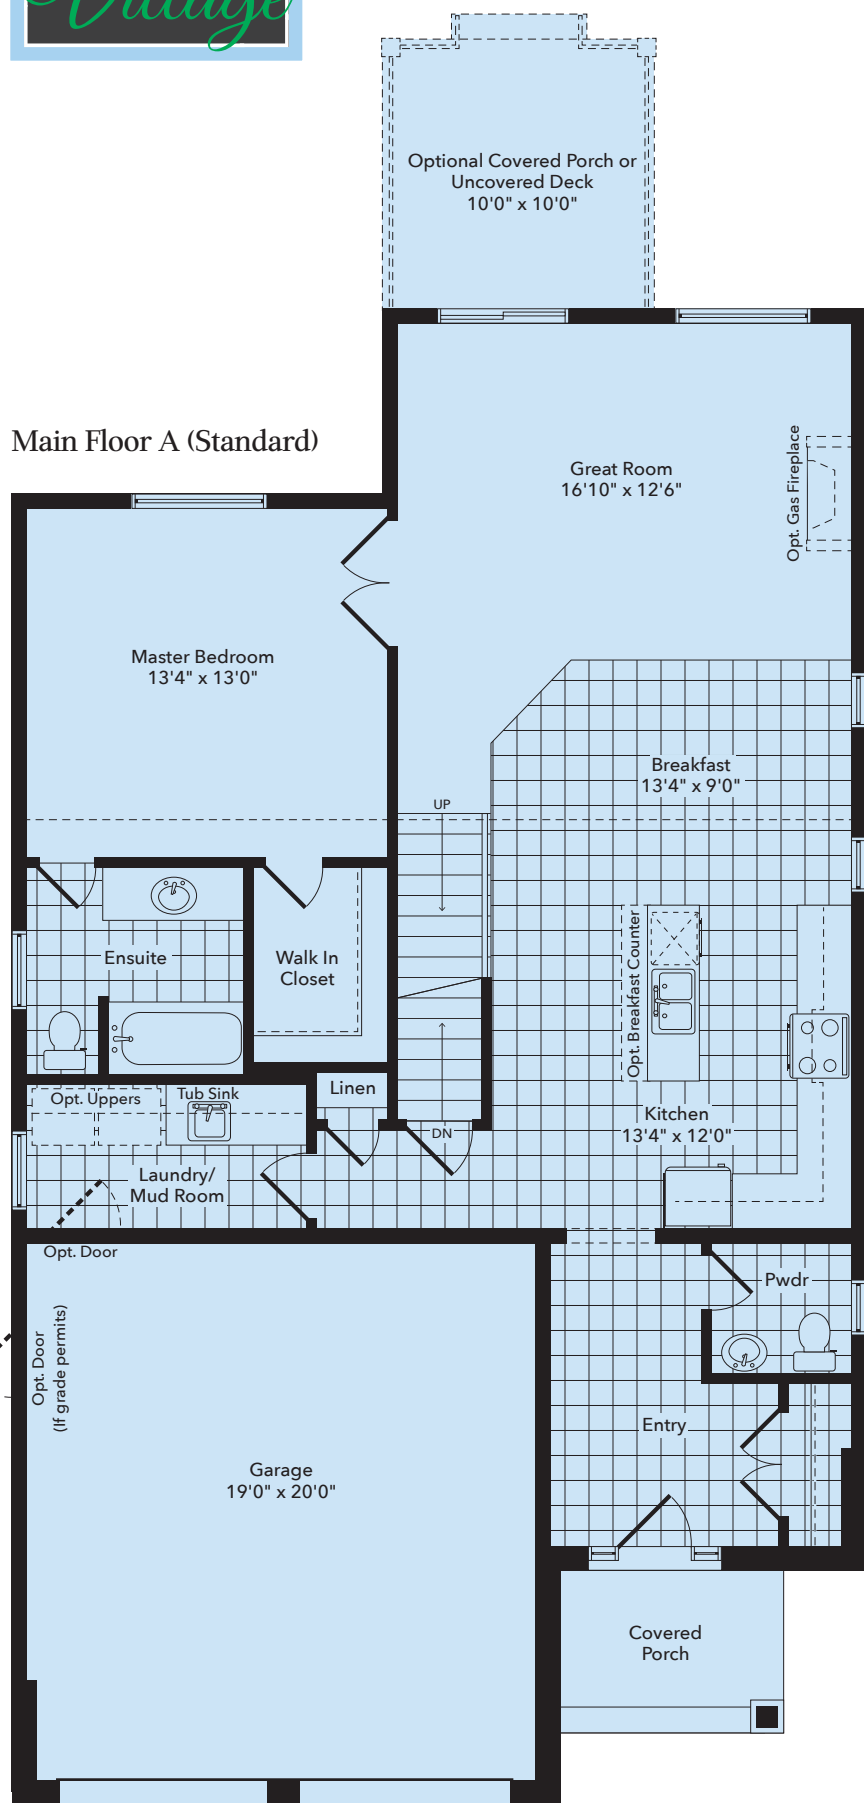 Village
Optional Covered Porch or
Uncovered Deck
10'0" x 10'0"
Main Floor A (Standard)
Great Room
16'10" x 12'6"
Opt. Gas Fireplace
Master Bedroom
13'4" x 13'0"
Breakfast
13'4" x 9'0"
UP
Ensuite
Walk In
Closet
Opt. Breakfast Counter
Opt. Uppers
Tub Sink
Linen
DN
Kitchen
13'4" x 12'0"
Laundry/
Mud Room
Opt. Door
Opt. Door
(If grade permits)
Pwdr
Entry
Garage
19'0" x 20'0"
Covered
Porch